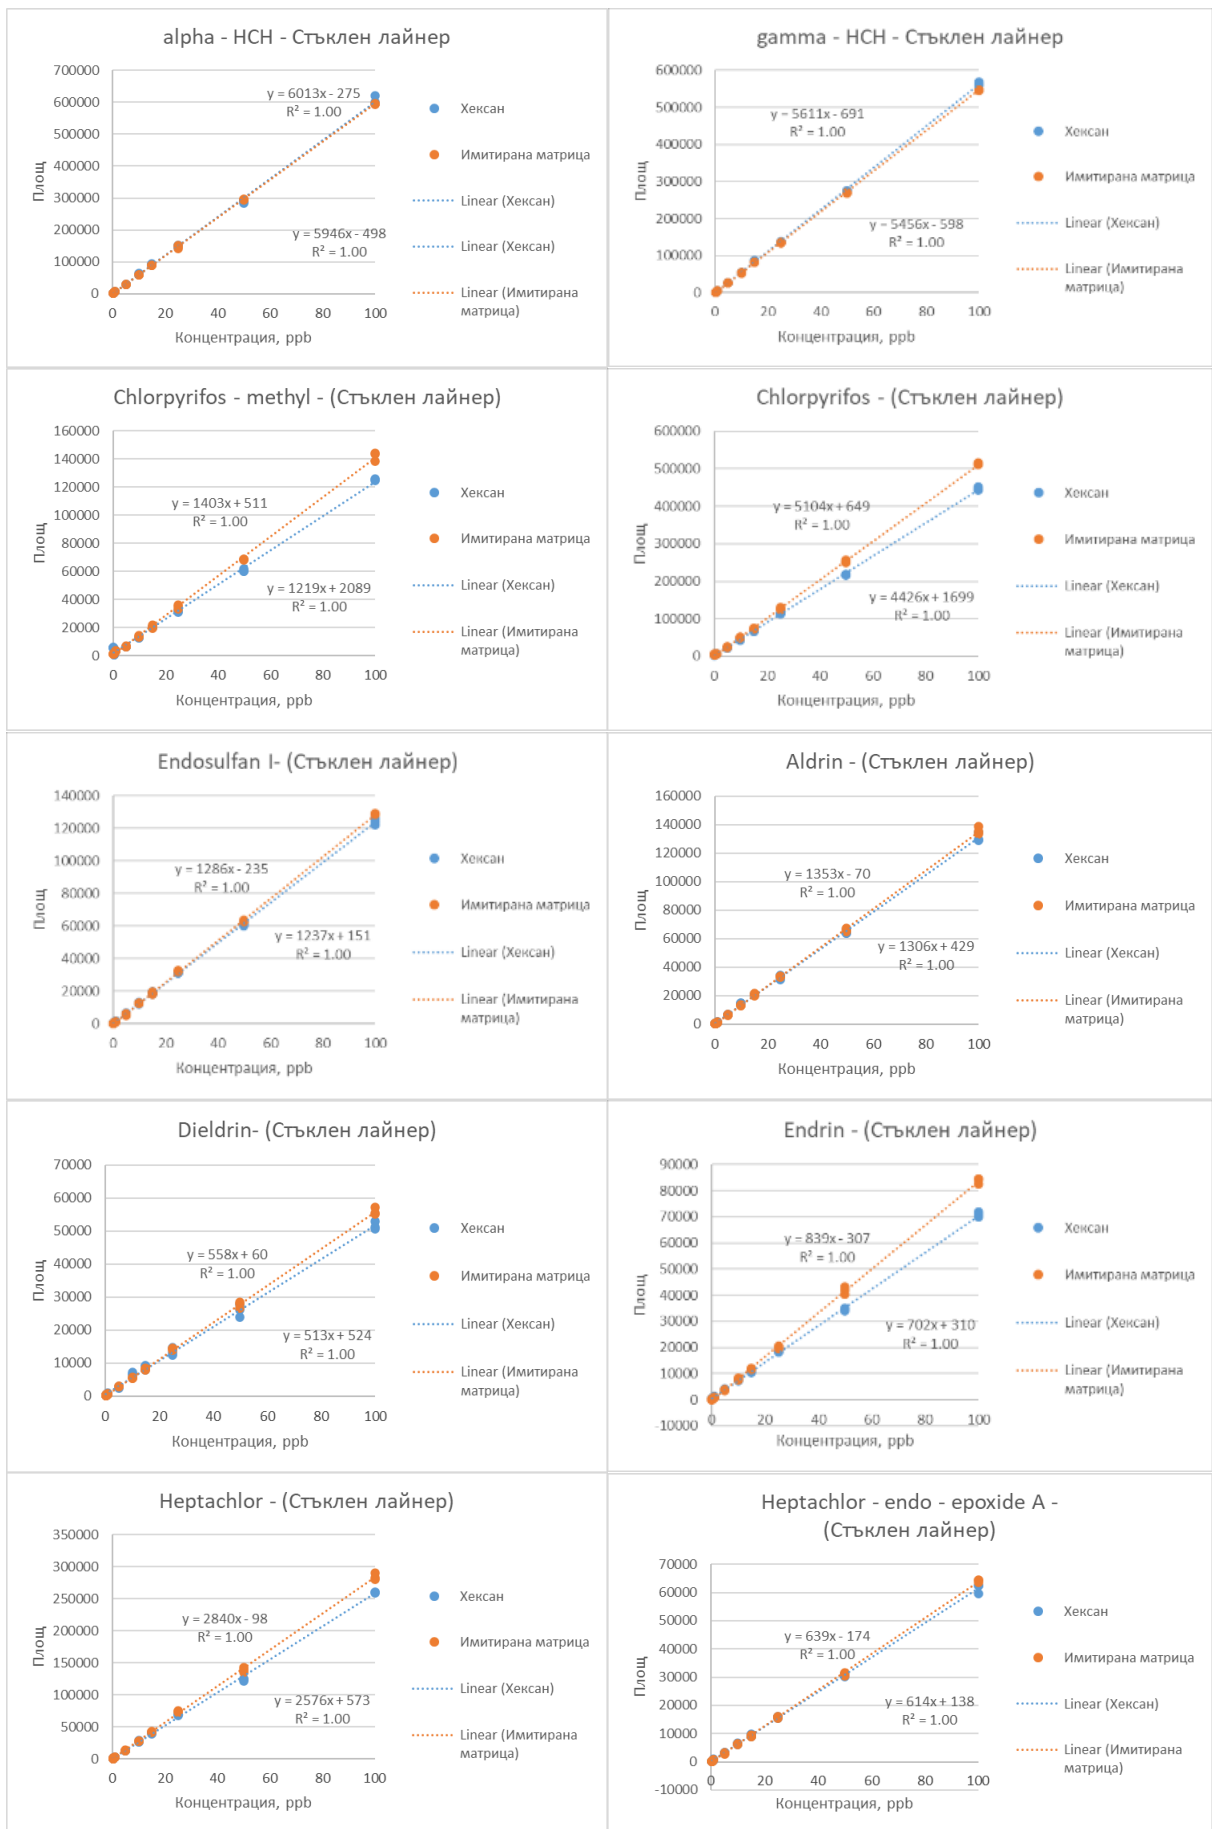 alpha - HCH - Стъклен лайнер
700000
600000
500000
400000
300000
200000
100000
0
Площ
y = 6013x - 275
R² = 1.00
y = 5946x - 498
R² = 1.00
0 20 40 60 80 100
Концентрация, ppb
Хексан
Имитирана матрица
Linear (Хексан)
Linear (Хексан)
Linear (Имитирана
матрица)
gamma - HCH - Стъклен лайнер
600000
500000
400000
300000
200000
100000
0
Площ
y = 5611x - 691
R² = 1.00
y = 5456x - 598
R² = 1.00
0 20 40 60 80 100
Концентрация, ppb
Хексан
Имитирана матрица
Linear (Хексан)
Linear (Имитирана
матрица)
Chlorpyrifos - methyl - (Стъклен лайнер)
160000
140000
120000
100000
80000
60000
40000
20000
0
Площ
y = 1403x + 511
R² = 1.00
y = 1219x + 2089
R² = 1.00
0 20 40 60 80 100
Концентрация, ppb
Хексан
Имитирана матрица
Linear (Хексан)
Linear (Имитирана
матрица)
Chlorpyrifos - (Стъклен лайнер)
600000
500000
400000
300000
200000
100000
0
Площ
y = 5104x + 649
R² = 1.00
y = 4426x + 1699
R² = 1.00
0 20 40 60 80 100
Концентрация, ppb
Хексан
Имитирана матрица
Linear (Хексан)
Linear (Имитирана
матрица)
Endosulfan I- (Стъклен лайнер)
140000
120000
100000
80000
60000
40000
20000
0
Площ
y = 1286x - 235
R² = 1.00
y = 1237x + 151
R² = 1.00
0 20 40 60 80 100
Концентрация, ppb
Хексан
Имитирана матрица
Linear (Хексан)
Linear (Имитирана
матрица)
Aldrin - (Стъклен лайнер)
160000
140000
120000
100000
80000
60000
40000
20000
0
Площ
y = 1353x - 70
R² = 1.00
y = 1306x + 429
R² = 1.00
0 20 40 60 80 100
Концентрация, ppb
Хексан
Имитирана матрица
Linear (Хексан)
Linear (Имитирана
матрица)
Dieldrin- (Стъклен лайнер)
70000
60000
50000
40000
30000
20000
10000
0
Площ
y = 558x + 60
R² = 1.00
y = 513x + 524
R² = 1.00
0 20 40 60 80 100
Концентрация, ppb
Хексан
Имитирана матрица
Linear (Хексан)
Linear (Имитирана
матрица)
Endrin - (Стъклен лайнер)
90000
80000
70000
60000
50000
40000
30000
20000
10000
0
-10000
Площ
y = 839x - 307
R² = 1.00
y = 702x + 310
R² = 1.00
0 20 40 60 80 100
Концентрация, ppb
Хексан
Имитирана матрица
Linear (Хексан)
Linear (Имитирана
матрица)
Heptachlor - (Стъклен лайнер)
350000
300000
250000
200000
150000
100000
50000
0
Площ
y = 2840x - 98
R² = 1.00
y = 2576x + 573
R² = 1.00
0 20 40 60 80 100
Концентрация, ppb
Хексан
Имитирана матрица
Linear (Хексан)
Linear (Имитирана
матрица)
Heptachlor - endo - epoxide A -
(Стъклен лайнер)
70000
60000
50000
40000
30000
20000
10000
0
-10000
Площ
y = 639x - 174
R² = 1.00
y = 614x + 138
R² = 1.00
0 20 40 60 80 100
Концентрация, ppb
Хексан
Имитирана матрица
Linear (Хексан)
Linear (Имитирана
матрица)